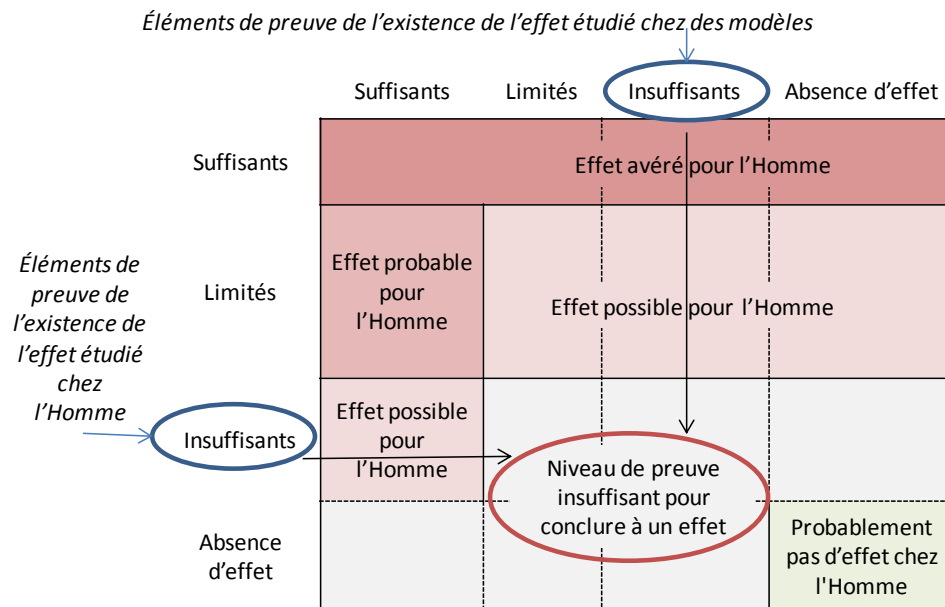 Éléments de preuve de l'existence de l'effet étudié chez des modèles
Suffisants
Limités
Insuffisants
Absence d'effet
Suffisants
Effet avéré pour l'Homme
Éléments de
preuve de
l'existence de
l'effet étudié
chez
l'Homme
Limités
Effet probable
pour
l'Homme
Effet possible pour l'Homme
Insuffisants
Effet possible
pour
l'Homme
Niveau de preuve
insuffisant pour
conclure à un effet
Absence
d'effet
Probablement
pas d'effet chez
l'Homme